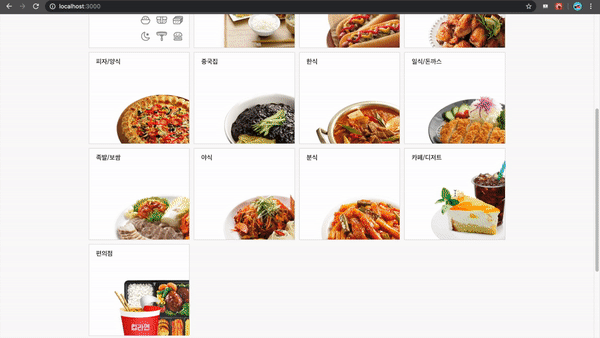 localhost:3000
피자/양식
중국집
한식
일식/돈까스
족발/보쌈
야식
분식
카페/디저트
편의점
컵라면